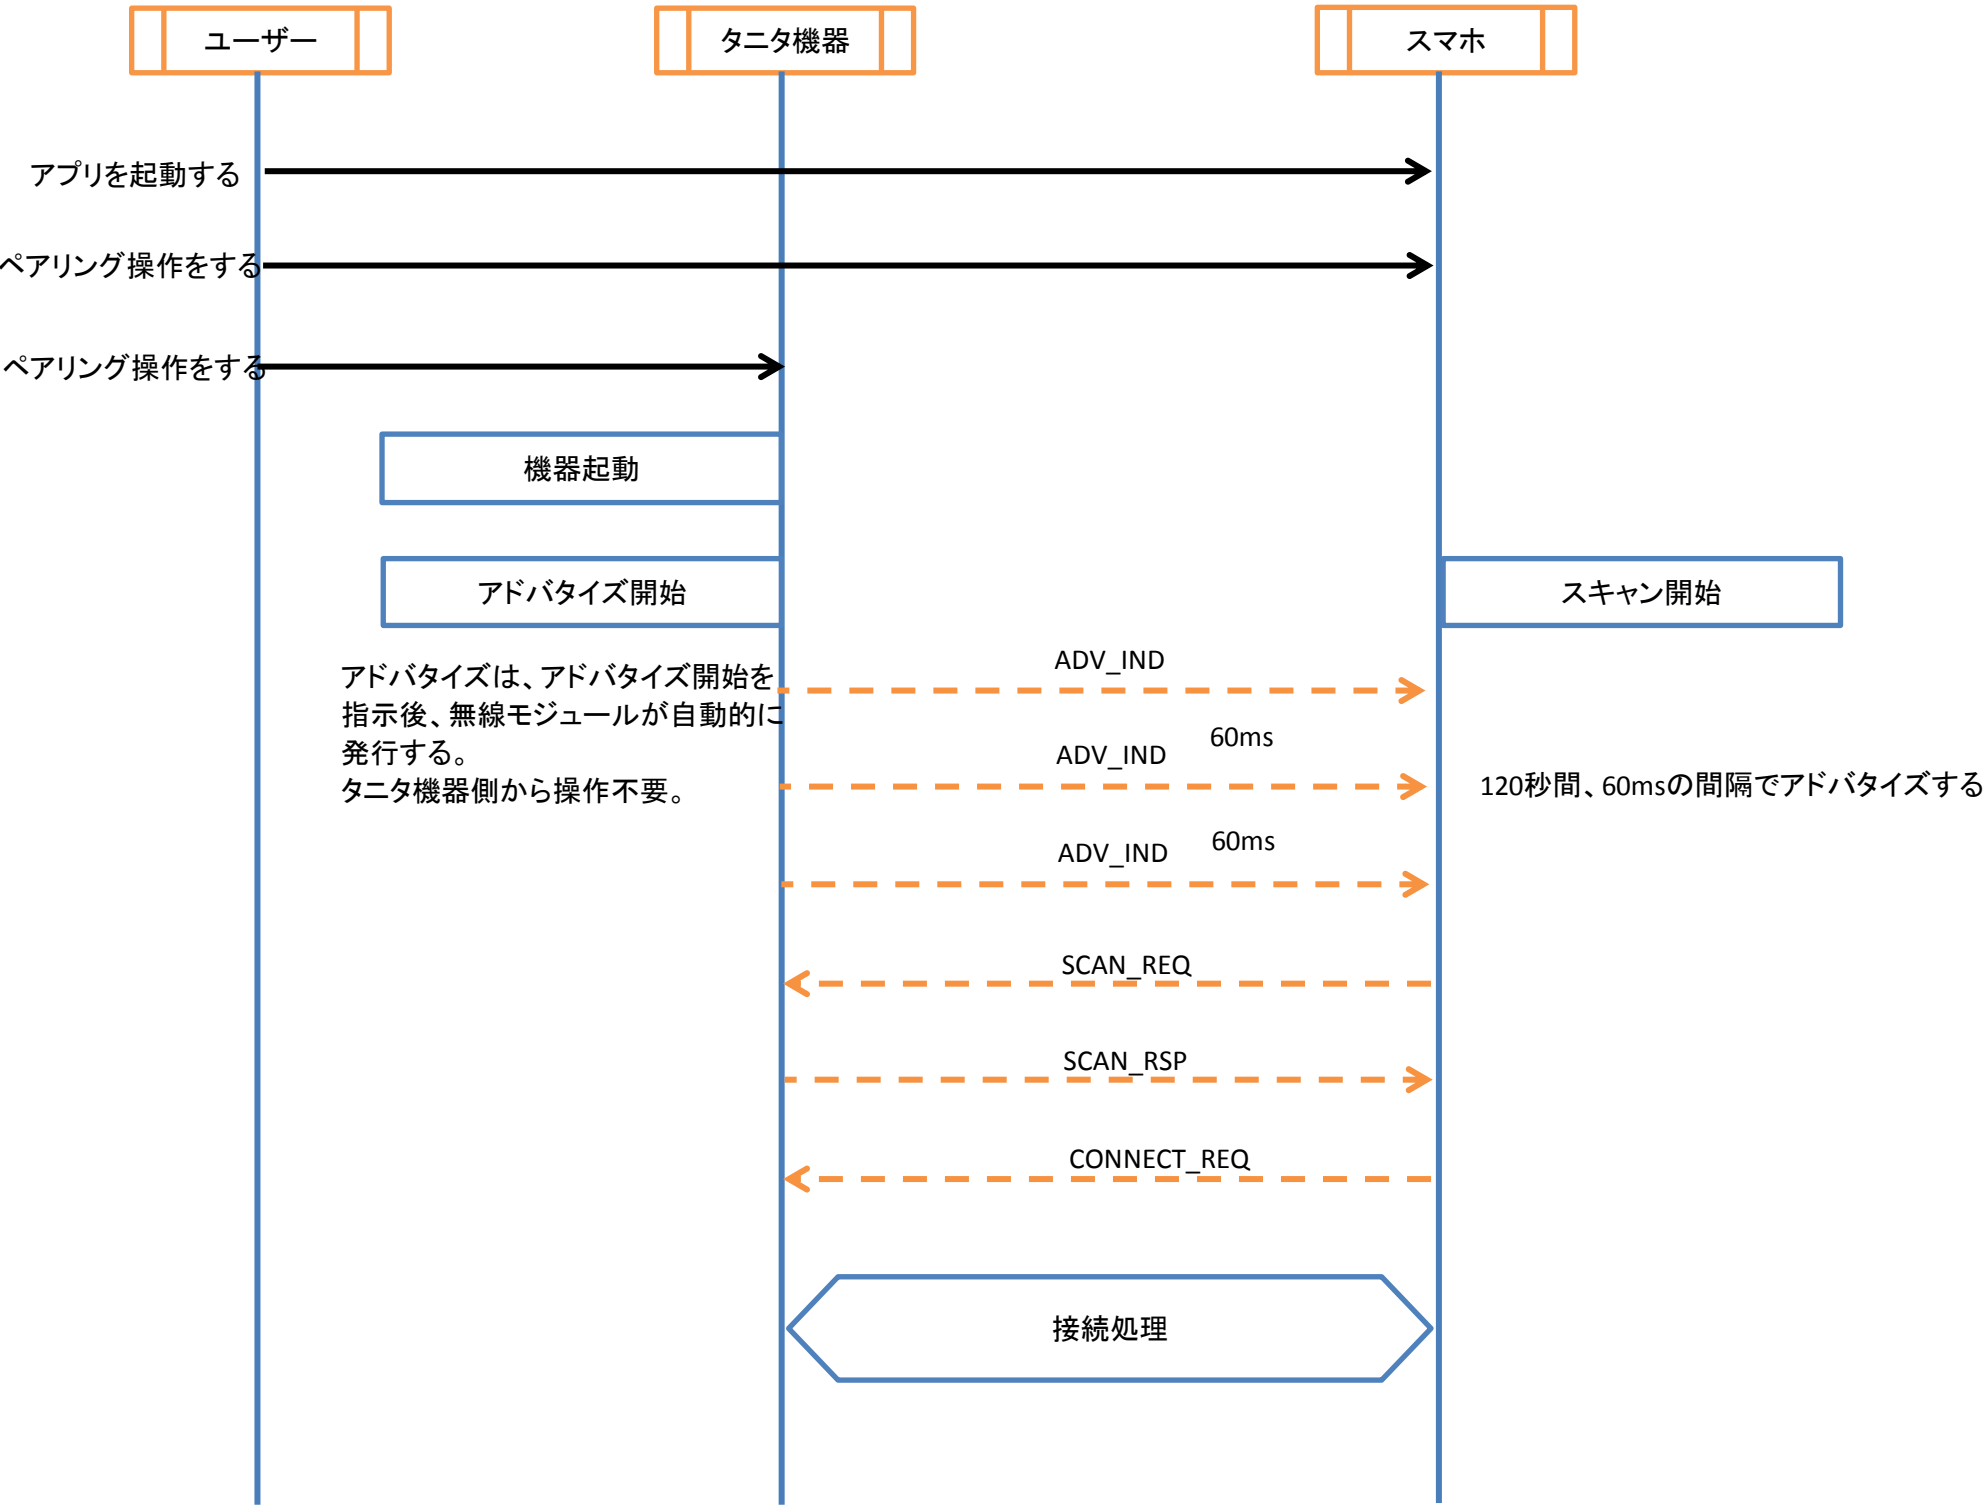 ユーザー
タニタ機器
スマホ
アプリを起動する
ペアリング操作をする
ペアリング操作をする
機器起動
アドバタイズ開始
スキャン開始
アドバタイズは、アドバタイズ開始を
指示後、無線モジュールが自動的に
発行する。
タニタ機器側から操作不要。
ADV_IND
60ms
ADV_IND
120秒間、60msの間隔でアドバタイズする
60ms
ADV_IND
SCAN_REQ
SCAN_RSP
CONNECT_REQ
接続処理